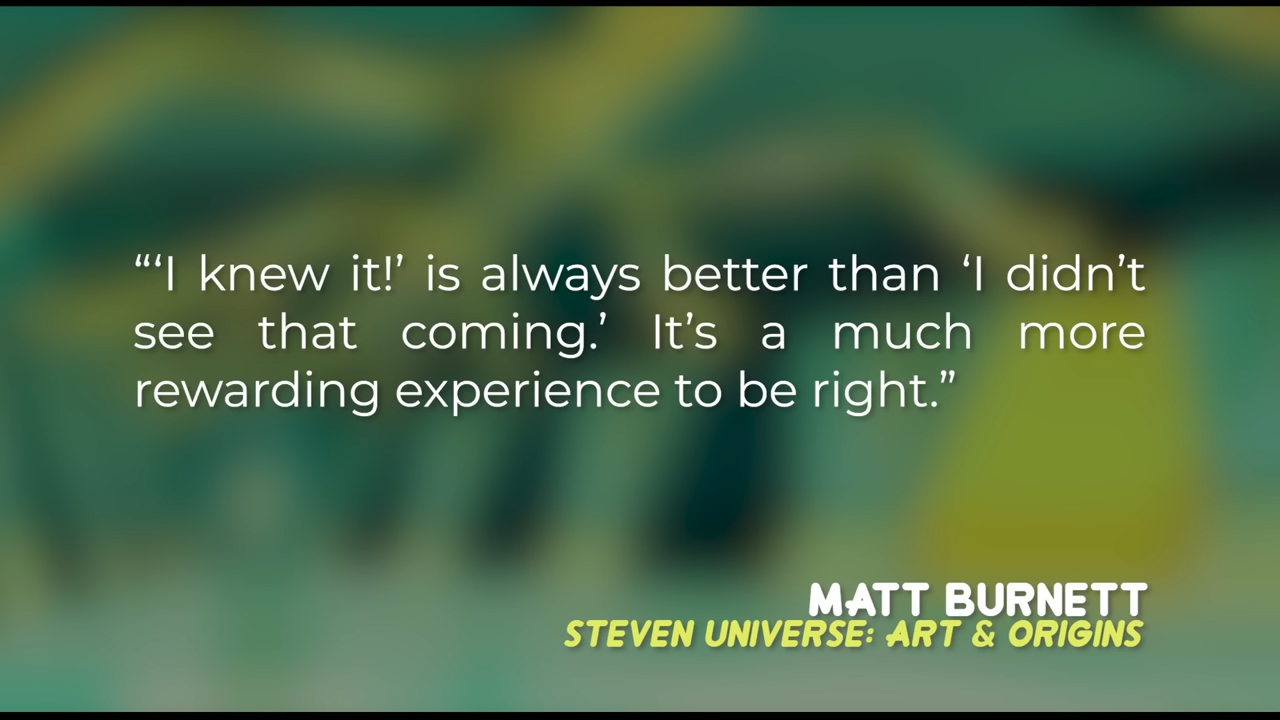 “‘I knew it!’ is always better than ‘I didn’t
see that coming.’ It’s a much more
rewarding experience to be right.”
MATT BURNETT
STEVEN UNIVERSE: ART & ORIGINS